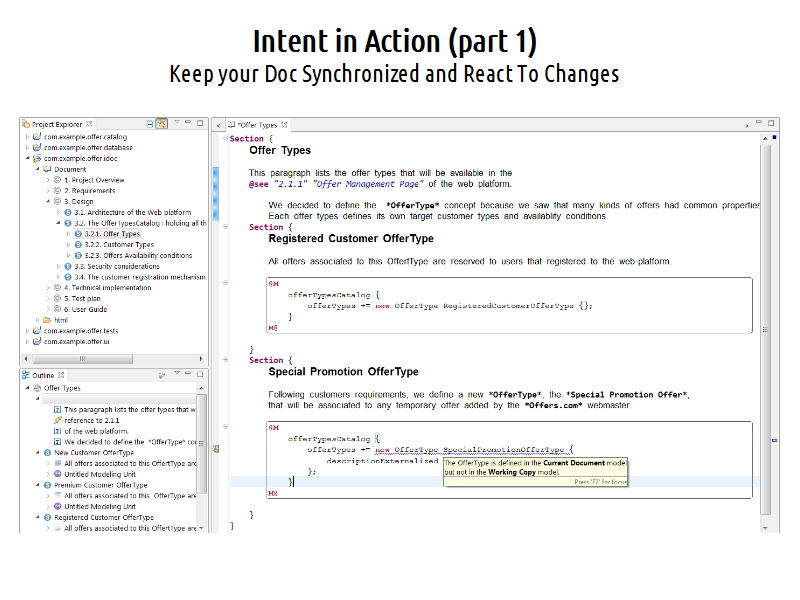 Intent in Action (part 1)
Keep your Doc Synchronized and React To Changes
Project Explorer
com.example.offer.catalog
com.example.offer.database
com.example.offer.idoc
Document
1. Project Overview
2. Requirements
3. Design
3.1. Architecture of the Web platform
3.2. The OfferTypesCatalog : holding all th
3.2.1. Offer Types
3.2.2. Customer Types
3.2.3. Offers Availability conditions
3.3. Security considerations
3.4. The customer registration mechanism
4. Technical implementation
5. Test plan
6. User Guide
html
com.example.offer.tests
com.example.offer.ui
Outline
Offer Types
This paragraph lists the offer types that w
reference to 2.1.1
of the web platform.
We decided to define the *OfferType* co
New Customer OfferType
All offers associated to this OfferType are
Untitled Modeling Unit
Premium Customer OfferType
All offers associated to this OfferType are
Untitled Modeling Unit
Registered Customer OfferType
All offers associated to this OffertType are
*Offer Types
Section {
Offer Types
This paragraph lists the offer types that will be available in the
@see "2.1.1" "Offer Management Page" of the web platform.
We decided to define the *OfferType* concept because we saw that many kinds of offers had common properties
Each offer types defines its own target customer types and availability conditions.
Section {
Registered Customer OfferType
All offers associated to this OffertType are reserved to users that registered to the web-platform.
@M
offerTypesCatalog {
offerTypes += new OfferType RegisteredCustomerOfferType {};
}
M@
}
Section {
Special Promotion OfferType
Following customers requirements, we define a new *OfferType*, the *Special Promotion Offer*,
that will be associated to any temporary offer added by the *Offers.com* webmaster
@M
offerTypesCatalog {
offerTypes += new OfferType SpecialPromotionOfferType {
descriptionExternalized
The OfferType is defined in the Current Document model
but not in the Working Copy model.
Press 'F2' for focus
};
}
M@
}
}